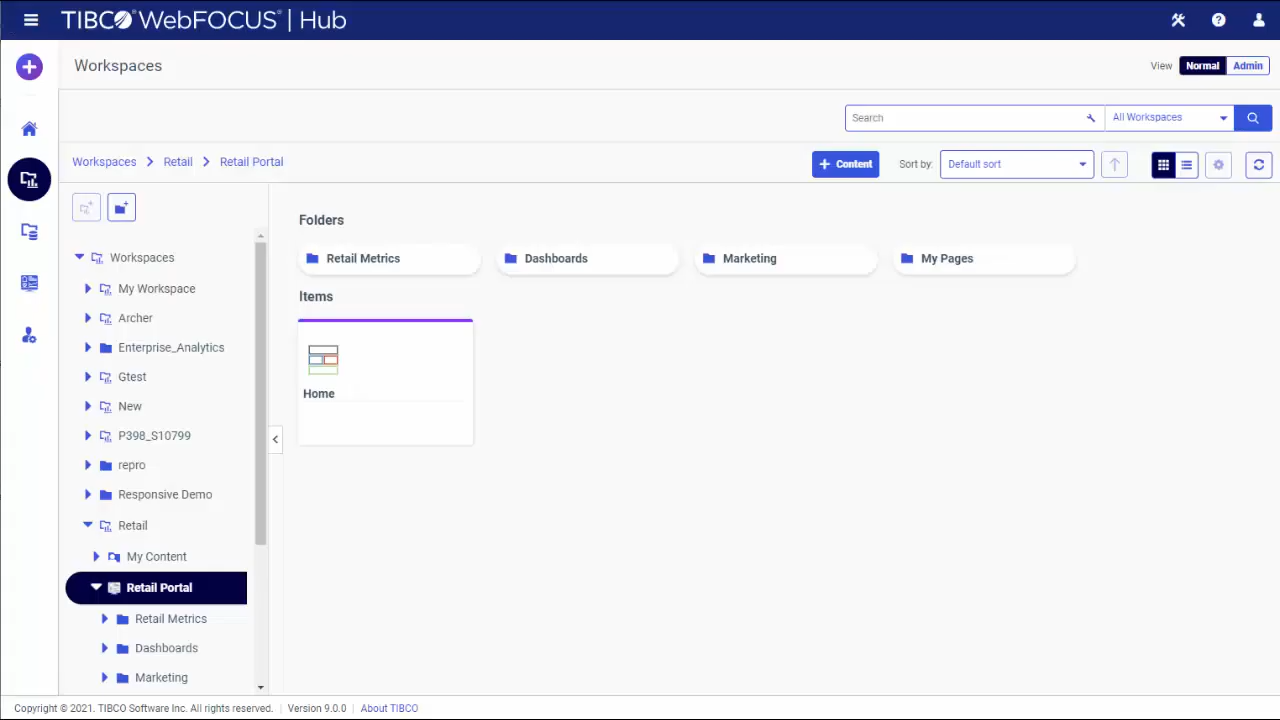 TIBCO® WebFOCUS® | Hub
Workspaces
View Normal Admin
Search All Workspaces
Workspaces Retail Retail Portal
+ Content Sort by: Default sort
Workspaces
My Workspace
Archer
Enterprise_Analytics
Gtest
New
P398_S10799
repro
Responsive Demo
Retail
My Content
Retail Portal
Retail Metrics
Dashboards
Marketing
Folders
Retail Metrics Dashboards Marketing My Pages
Items
Home
Copyright © 2021. TIBCO Software Inc. All rights reserved. | Version 9.0.0 | About TIBCO